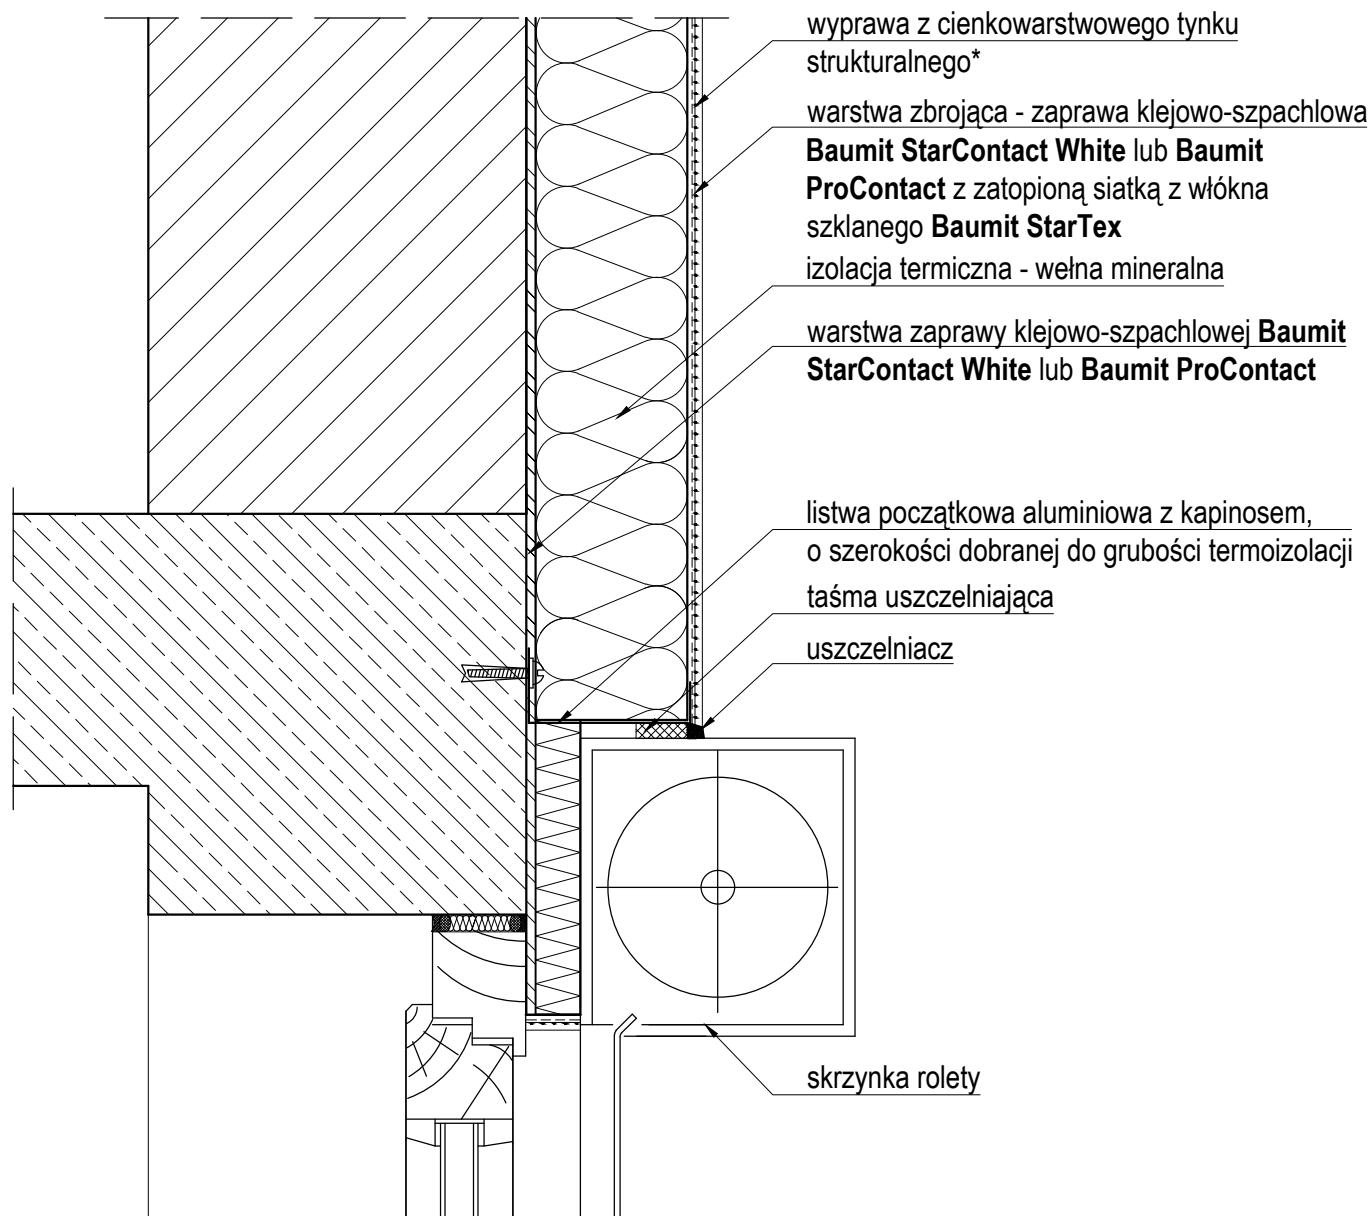 wyprawa z cienkowarstwowego tynku
strukturalnego*
warstwa zbrojąca - zaprawa klejowo-szpachlowa
Baumit StarContact White lub Baumit
ProContact z zatopioną siatką z włókna
szklanego Baumit StarTex
izolacja termiczna - wełna mineralna
warstwa zaprawy klejowo-szpachlowej Baumit
StarContact White lub Baumit ProContact
listwa początkowa aluminiowa z kapinosem,
o szerokości dobranej do grubości termoizolacji
taśma uszczelniająca
uszczelniacz
skrzynka rolety